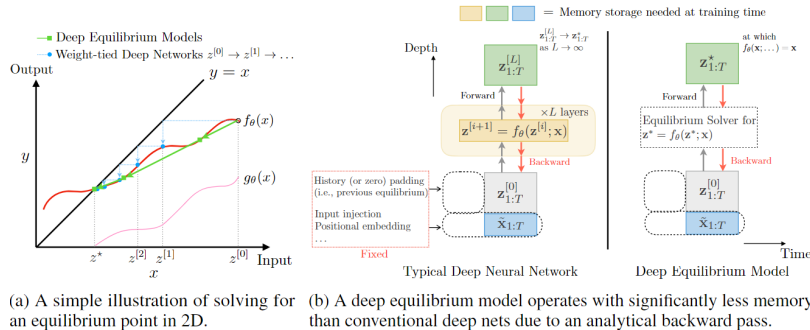 Deep Equilibrium Models
Weight-tied Deep Networks z^[0] → z^[1] → …
Output
y = x
f_θ(x)
y
g_θ(x)
z* z^[2] z^[1] z^[0] Input
x
(a) A simple illustration of solving for
an equilibrium point in 2D.
= Memory storage needed at training time
Depth
z^[L]_{1:T} → z*_{1:T}
as L → ∞
z^[L]_{1:T}
Forward
×L layers
z^[i+1] = f_θ(z^[i]; x)
Backward
History (or zero) padding
(i.e., previous equilibrium)
Input injection
Positional embedding
...
Fixed
z^[0]_{1:T}
x̃_{1:T}
Typical Deep Neural Network
at which
f_θ(x; …) = x
z*_{1:T}
Forward
Equilibrium Solver for
z* = f_θ(z*; x)
Backward
z^[0]_{1:T}
x̃_{1:T}
Time
Deep Equilibrium Model
(b) A deep equilibrium model operates with significantly less memory
than conventional deep nets due to an analytical backward pass.